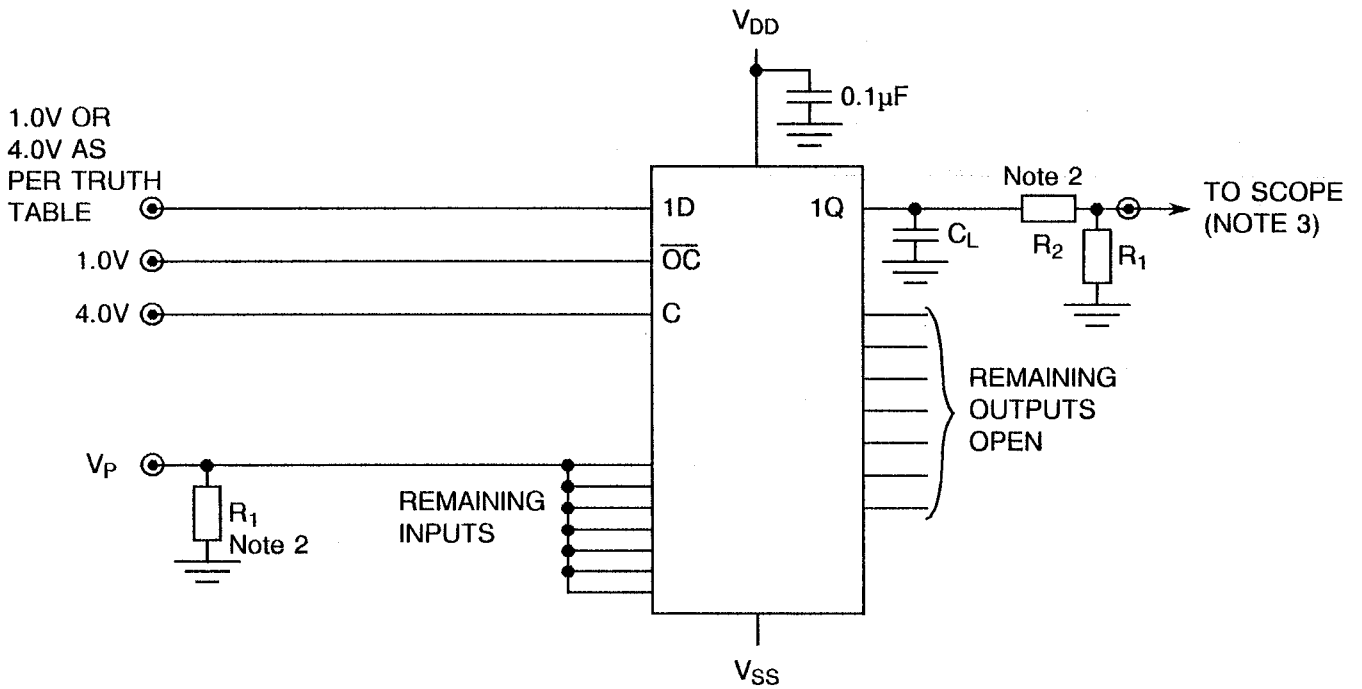 V_DD
0.1µF
1.0V OR
4.0V AS
PER TRUTH
TABLE
1D
1Q
Note 2
TO SCOPE
(NOTE 3)
C_L
R_2
R_1
1.0V
O̅C̅
4.0V
C
REMAINING
OUTPUTS
OPEN
V_P
R_1
Note 2
REMAINING
INPUTS
V_SS